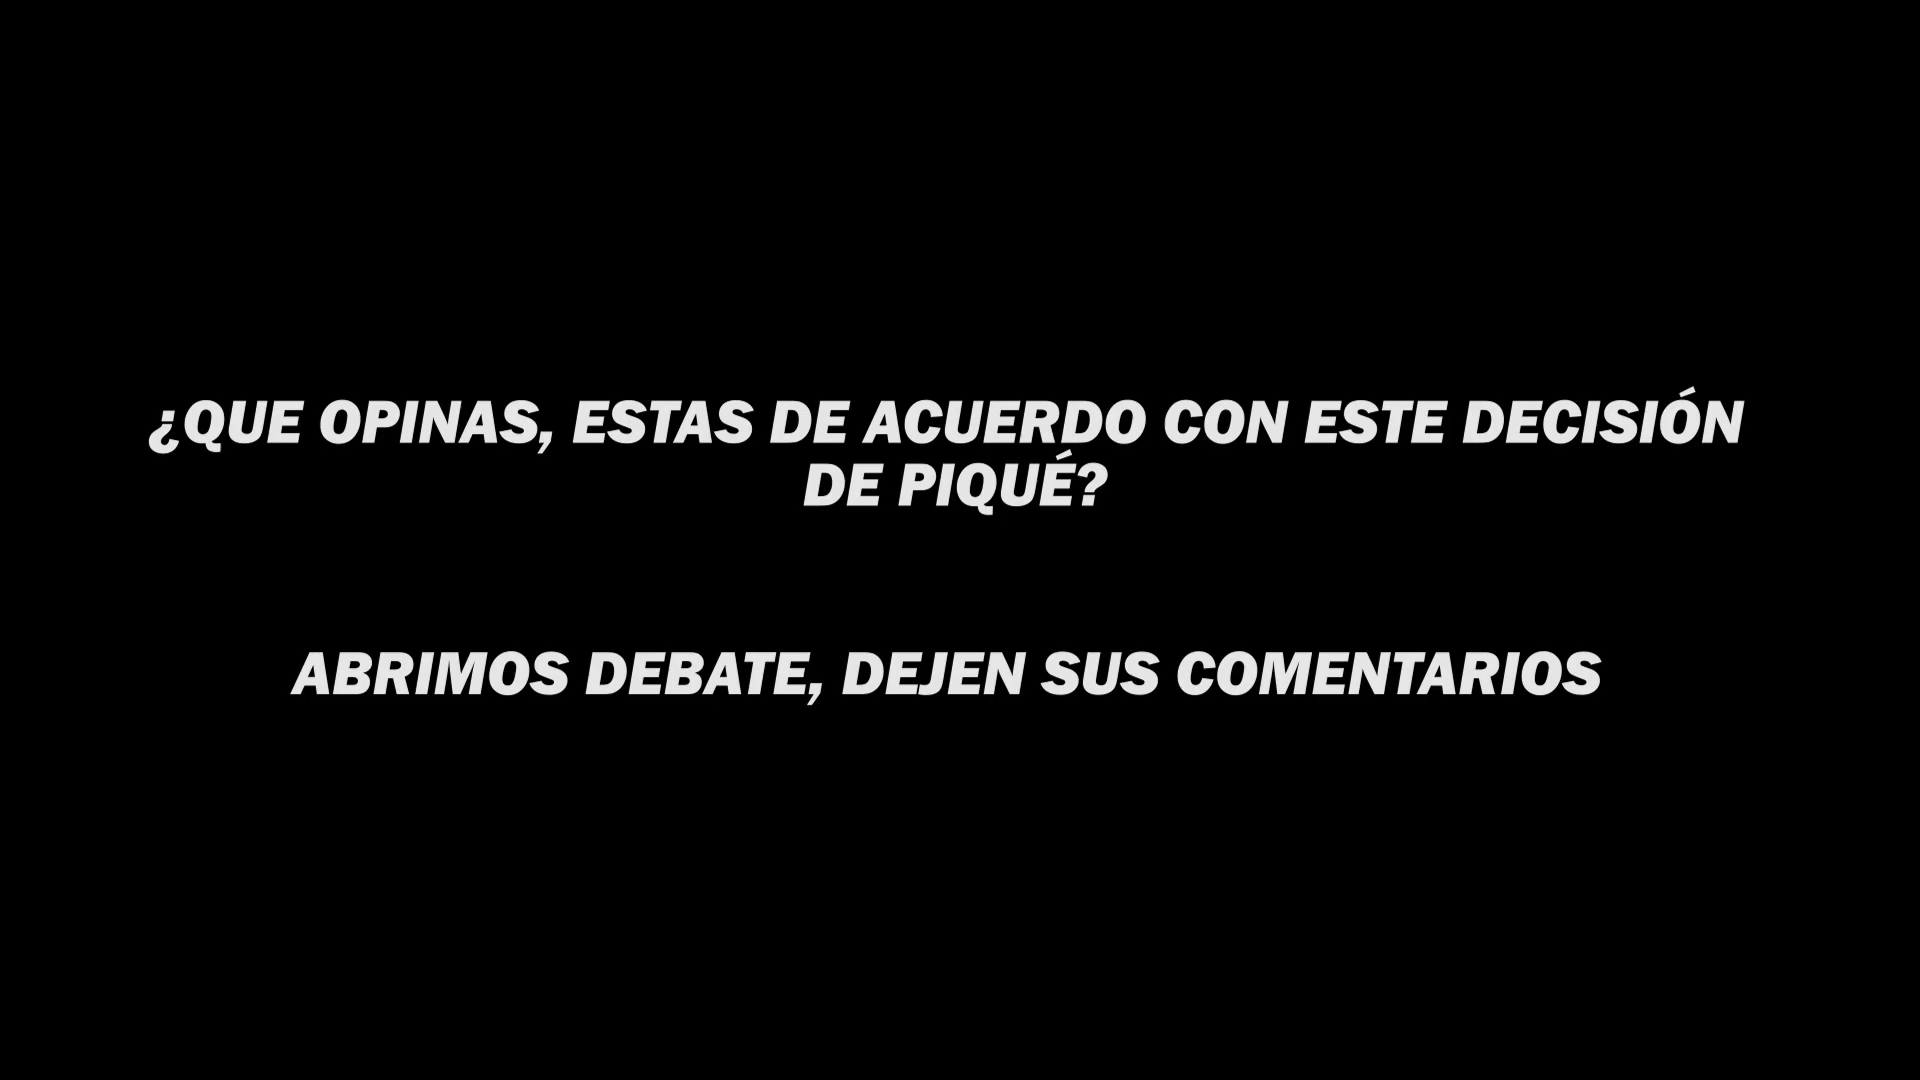 ¿QUE OPINAS, ESTAS DE ACUERDO CON ESTE DECISIÓN
DE PIQUÉ?
ABRIMOS DEBATE, DEJEN SUS COMENTARIOS